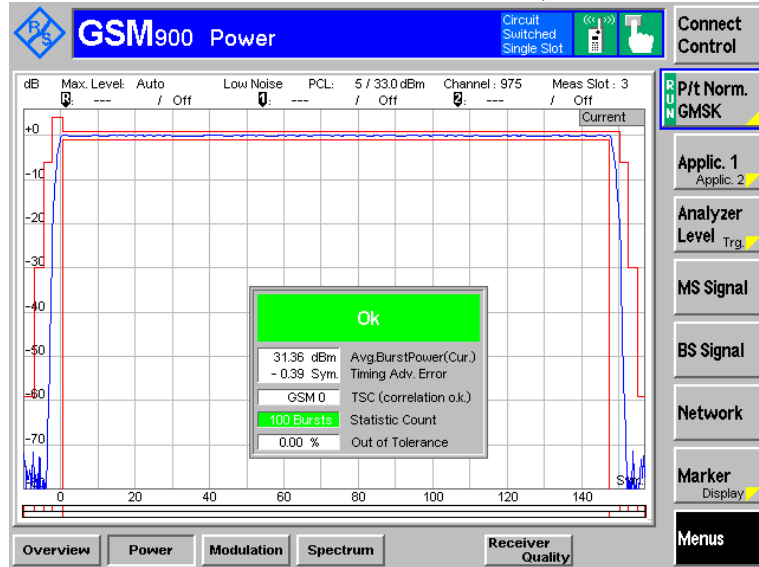 R/S
GSM900 Power
Circuit
Switched
Single Slot
Connect
Control
dB Max. Level: Auto Low Noise PCL: 5 / 33.0 dBm Channel : 975 Meas Slot : 3
R: --- / Off 1: --- / Off 2: --- / Off
Current
RUN
P/t Norm.
GMSK
+0
-10
-20
-30
-40
-50
-60
-70
Ok
31.36 dBm Avg.BurstPower(Cur.)
- 0.39 Sym. Timing Adv. Error
GSM 0 TSC (correlation o.k.)
100 Bursts Statistic Count
0.00 % Out of Tolerance
0 20 40 60 80 100 120 140
Applic. 1
Applic. 2
Analyzer
Level Trg.
MS Signal
BS Signal
Network
Marker
Display
Menus
Overview Power Modulation Spectrum Receiver
Quality